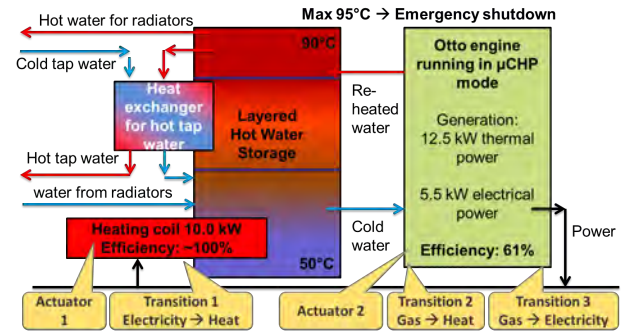 Max 95°C → Emergency shutdown
Hot water for radiators
90°C
Cold tap water
Heat
exchanger
for hot tap
water
Layered
Hot Water
Storage
Re-
heated
water
Otto engine
running in µCHP
mode
Generation:
12.5 kW thermal
power
5.5 kW electrical
power
Efficiency: 61%
Hot tap water
water from radiators
Heating coil 10.0 kW
Efficiency: ~100%
50°C
Cold
water
Power
Actuator
1
Transition 1
Electricity → Heat
Actuator 2
Transition 2
Gas → Heat
Transition 3
Gas → Electricity